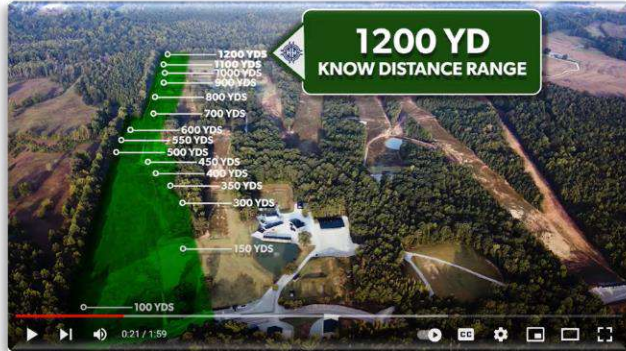 1200 YD
KNOW DISTANCE RANGE
1200 YDS
1100 YDS
1000 YDS
900 YDS
800 YDS
700 YDS
600 YDS
550 YDS
500 YDS
450 YDS
400 YDS
350 YDS
300 YDS
150 YDS
100 YDS
0:21 / 1:59
CC